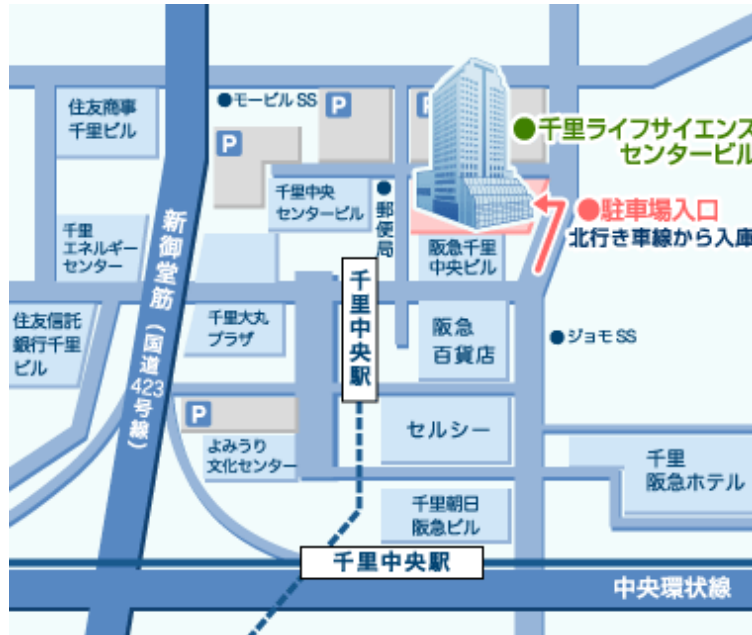 住友商事
千里ビル
●モービル SS
P
P
P
●千里ライフサイエンス
センタービル
千里中央
センタービル
●郵便局
●駐車場入口
北行き車線から入庫
千里
エネルギー
センター
新御堂筋（国道423号線）
阪急千里
中央ビル
千里中央駅
住友信託
銀行千里
ビル
千里大丸
プラザ
阪急
百貨店
●ジョモ SS
P
よみうり
文化センター
セルシー
千里
阪急ホテル
千里朝日
阪急ビル
千里中央駅
中央環状線